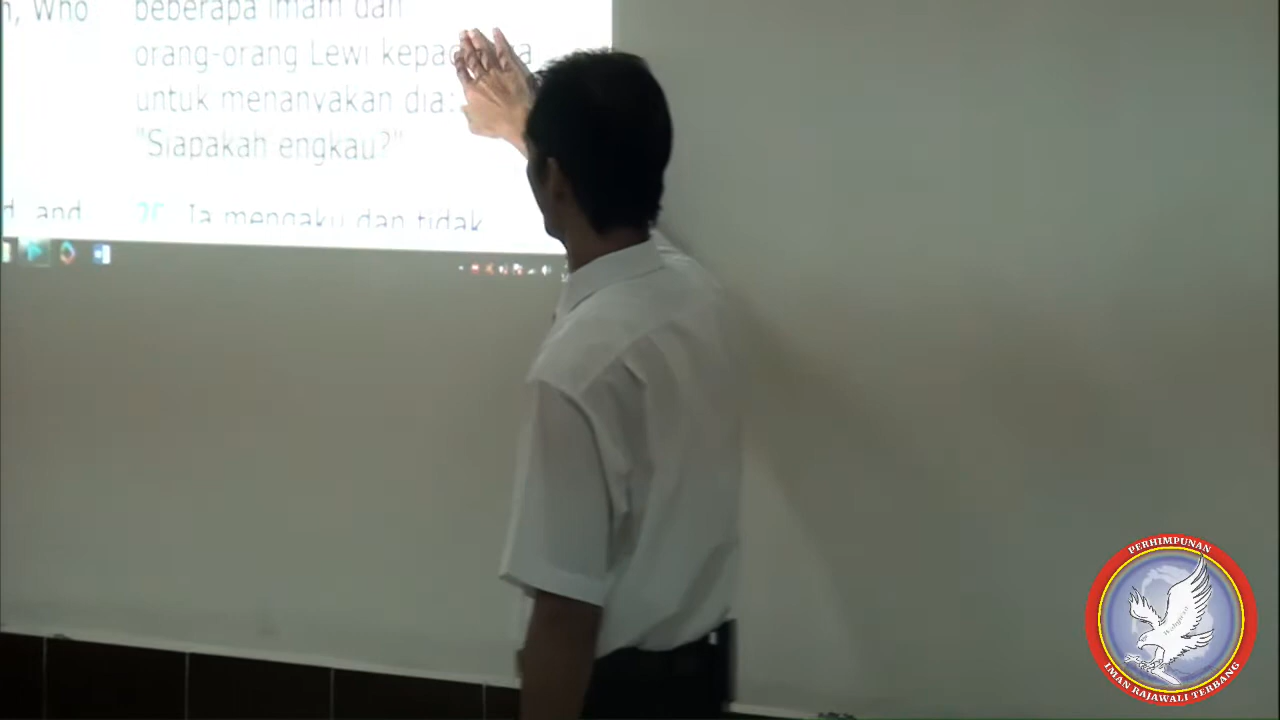 , Who
beberapa imam dan
orang-orang Lewi
untuk menanyakan dia:
"Siapakah engkau?"
and
20 Ia mengaku dan tidak
PERHIMPUNAN
IMAN RAJAWALI TERBANG